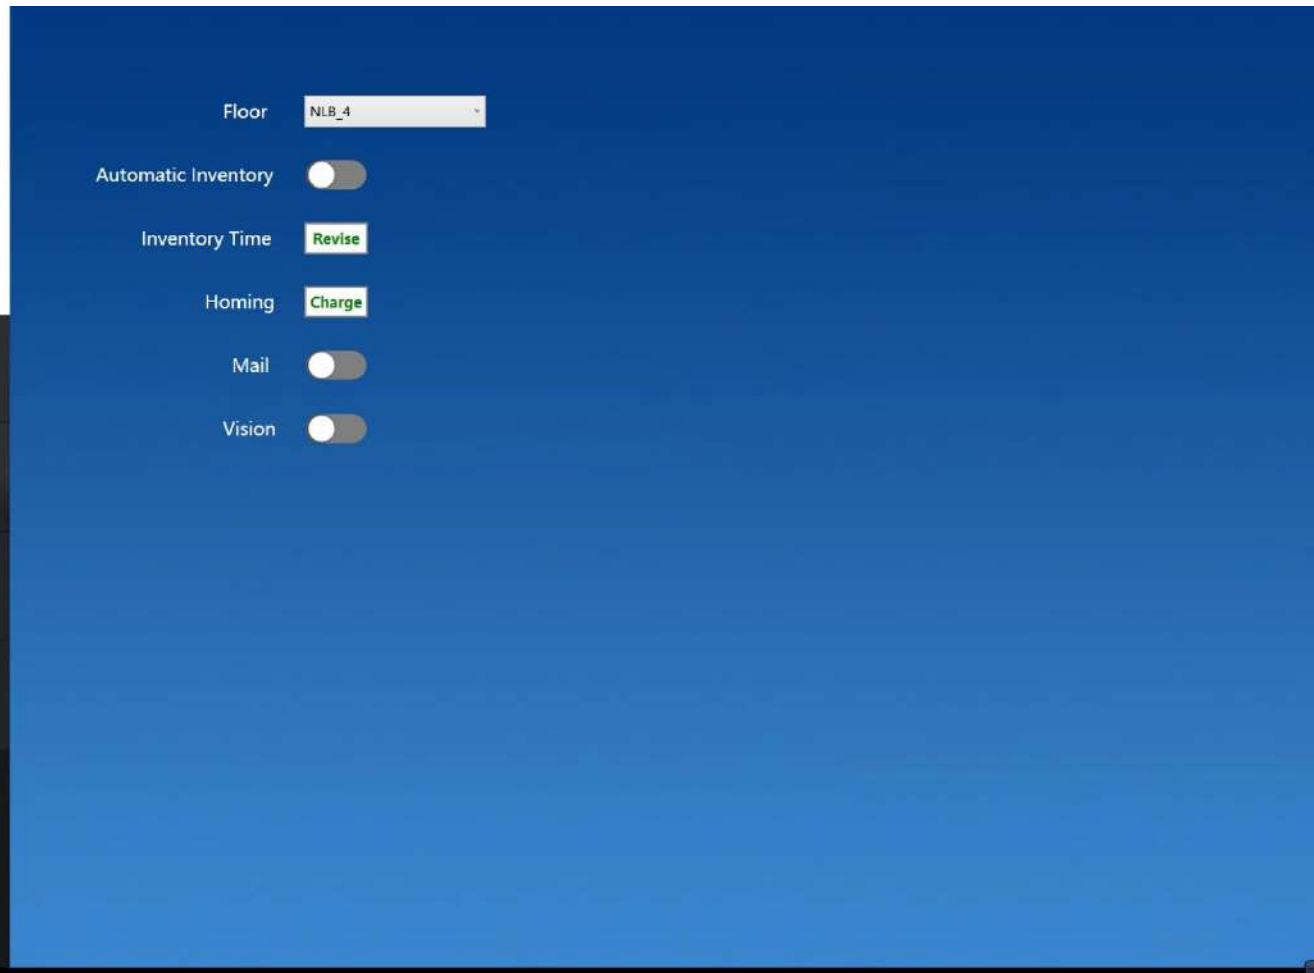 Floor NLB_4
Automatic Inventory
Inventory Time Revise
Homing Charge
Mail
Vision